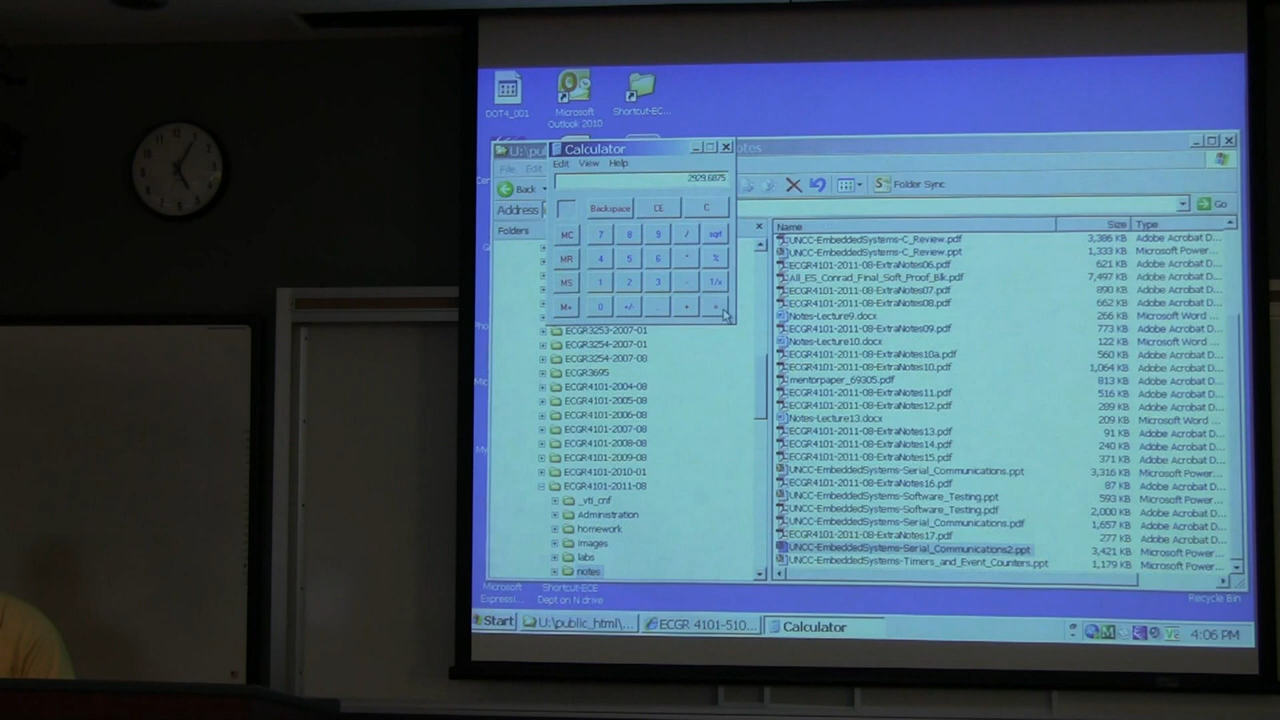 DOT4_001
Microsoft Outlook 2010
Shortcut-EC...
Calculator
Edit View Help
2929.6875
Backspace CE C
MC 7 8 9 / sqrt
MR 4 5 6 * %
MS 1 2 3 - 1/x
M+ 0 +/- . + =
U:\pu
otes
File Edit
Back
Folder Sync
Address
Go
Folders
ECGR3253-2007-01
ECGR3254-2007-01
ECGR3254-2007-08
ECGR3695
ECGR4101-2004-08
ECGR4101-2005-08
ECGR4101-2006-08
ECGR4101-2007-08
ECGR4101-2008-08
ECGR4101-2009-08
ECGR4101-2010-01
ECGR4101-2011-08
_vti_cnf
Administration
homework
images
labs
notes
Name Size Type
UNCC-EmbeddedSystems-C_Review.pdf 3,386 KB Adobe Acrobat D...
UNCC-EmbeddedSystems-C_Review.ppt 1,333 KB Microsoft Power...
ECGR4101-2011-08-ExtraNotes06.pdf 621 KB Adobe Acrobat D...
All_ES_Conrad_Final_Soft_Proof_Blk.pdf 7,497 KB Adobe Acrobat D...
ECGR4101-2011-08-ExtraNotes07.pdf 890 KB Adobe Acrobat D...
ECGR4101-2011-08-ExtraNotes08.pdf 662 KB Adobe Acrobat D...
Notes-Lecture9.docx 266 KB Microsoft Word ...
ECGR4101-2011-08-ExtraNotes09.pdf 773 KB Adobe Acrobat D...
Notes-Lecture10.docx 122 KB Microsoft Word ...
ECGR4101-2011-08-ExtraNotes10a.pdf 560 KB Adobe Acrobat D...
ECGR4101-2011-08-ExtraNotes10.pdf 1,064 KB Adobe Acrobat D...
mentorpaper_69305.pdf 813 KB Adobe Acrobat D...
ECGR4101-2011-08-ExtraNotes11.pdf 516 KB Adobe Acrobat D...
ECGR4101-2011-08-ExtraNotes12.pdf 289 KB Adobe Acrobat D...
Notes-Lecture13.docx 209 KB Microsoft Word ...
ECGR4101-2011-08-ExtraNotes13.pdf 91 KB Adobe Acrobat D...
ECGR4101-2011-08-ExtraNotes14.pdf 240 KB Adobe Acrobat D...
ECGR4101-2011-08-ExtraNotes15.pdf 371 KB Adobe Acrobat D...
UNCC-EmbeddedSystems-Serial_Communications.ppt 3,316 KB Microsoft Power...
ECGR4101-2011-08-ExtraNotes16.pdf 87 KB Adobe Acrobat D...
UNCC-EmbeddedSystems-Software_Testing.ppt 593 KB Microsoft Power...
UNCC-EmbeddedSystems-Software_Testing.pdf 2,000 KB Adobe Acrobat D...
UNCC-EmbeddedSystems-Serial_Communications.pdf 1,657 KB Adobe Acrobat D...
ECGR4101-2011-08-ExtraNotes17.pdf 277 KB Adobe Acrobat D...
UNCC-EmbeddedSystems-Serial_Communications2.ppt 3,421 KB Microsoft Power...
UNCC-EmbeddedSystems-Timers_and_Event_Counters.ppt 1,179 KB Microsoft Power...
Microsoft Expressi...
Shortcut-ECE Dept on N drive
Recycle Bin
Start U:\public_html\... ECGR 4101-510... Calculator 4:06 PM